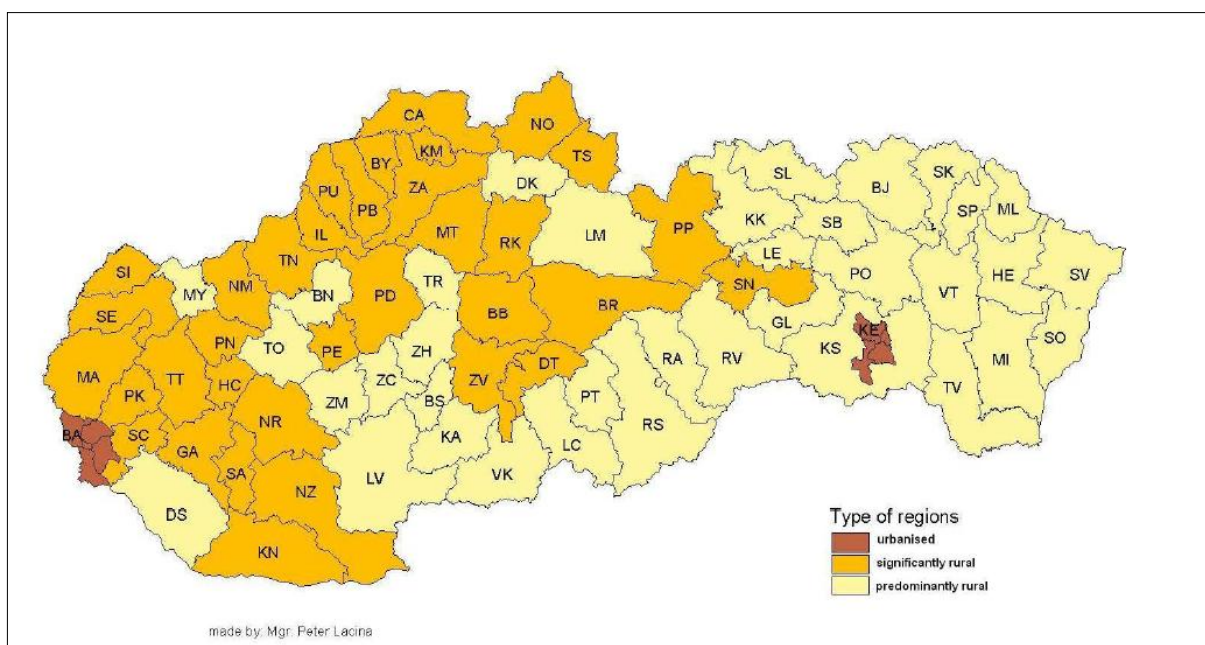 CA
NO
BY
KM
TS
PU
ZA
DK
SL
BJ
SK
PB
SP
ML
KK
SB
IL
MT
RK
LM
PP
TN
LE
SI
PO
HE
SV
MY
NM
BN
PD
TR
SN
VT
SE
BB
BR
GL
PN
TO
PE
ZH
KE
SO
KS
MI
MA
TT
DT
RA
RV
PK
HC
ZC
ZV
TV
ZM
BS
PT
NR
BA
SC
KA
RS
GA
LC
SA
LV
VK
NZ
DS
KN
Type of regions
urbanised
significantly rural
predominantly rural
made by: Mgr. Peter Lacina